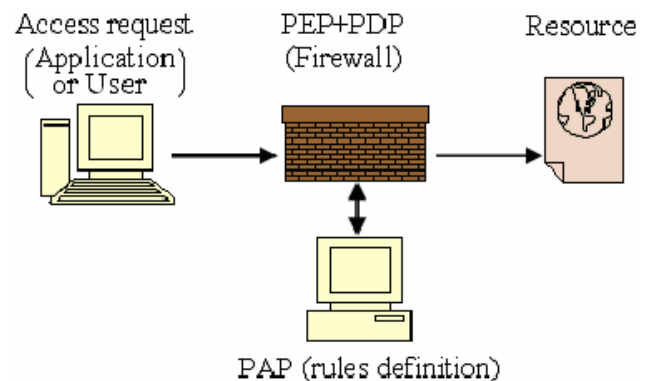 Access request
(Application
or User)
PEP+PDP
(Firewall)
Resource
PAP (rules definition)